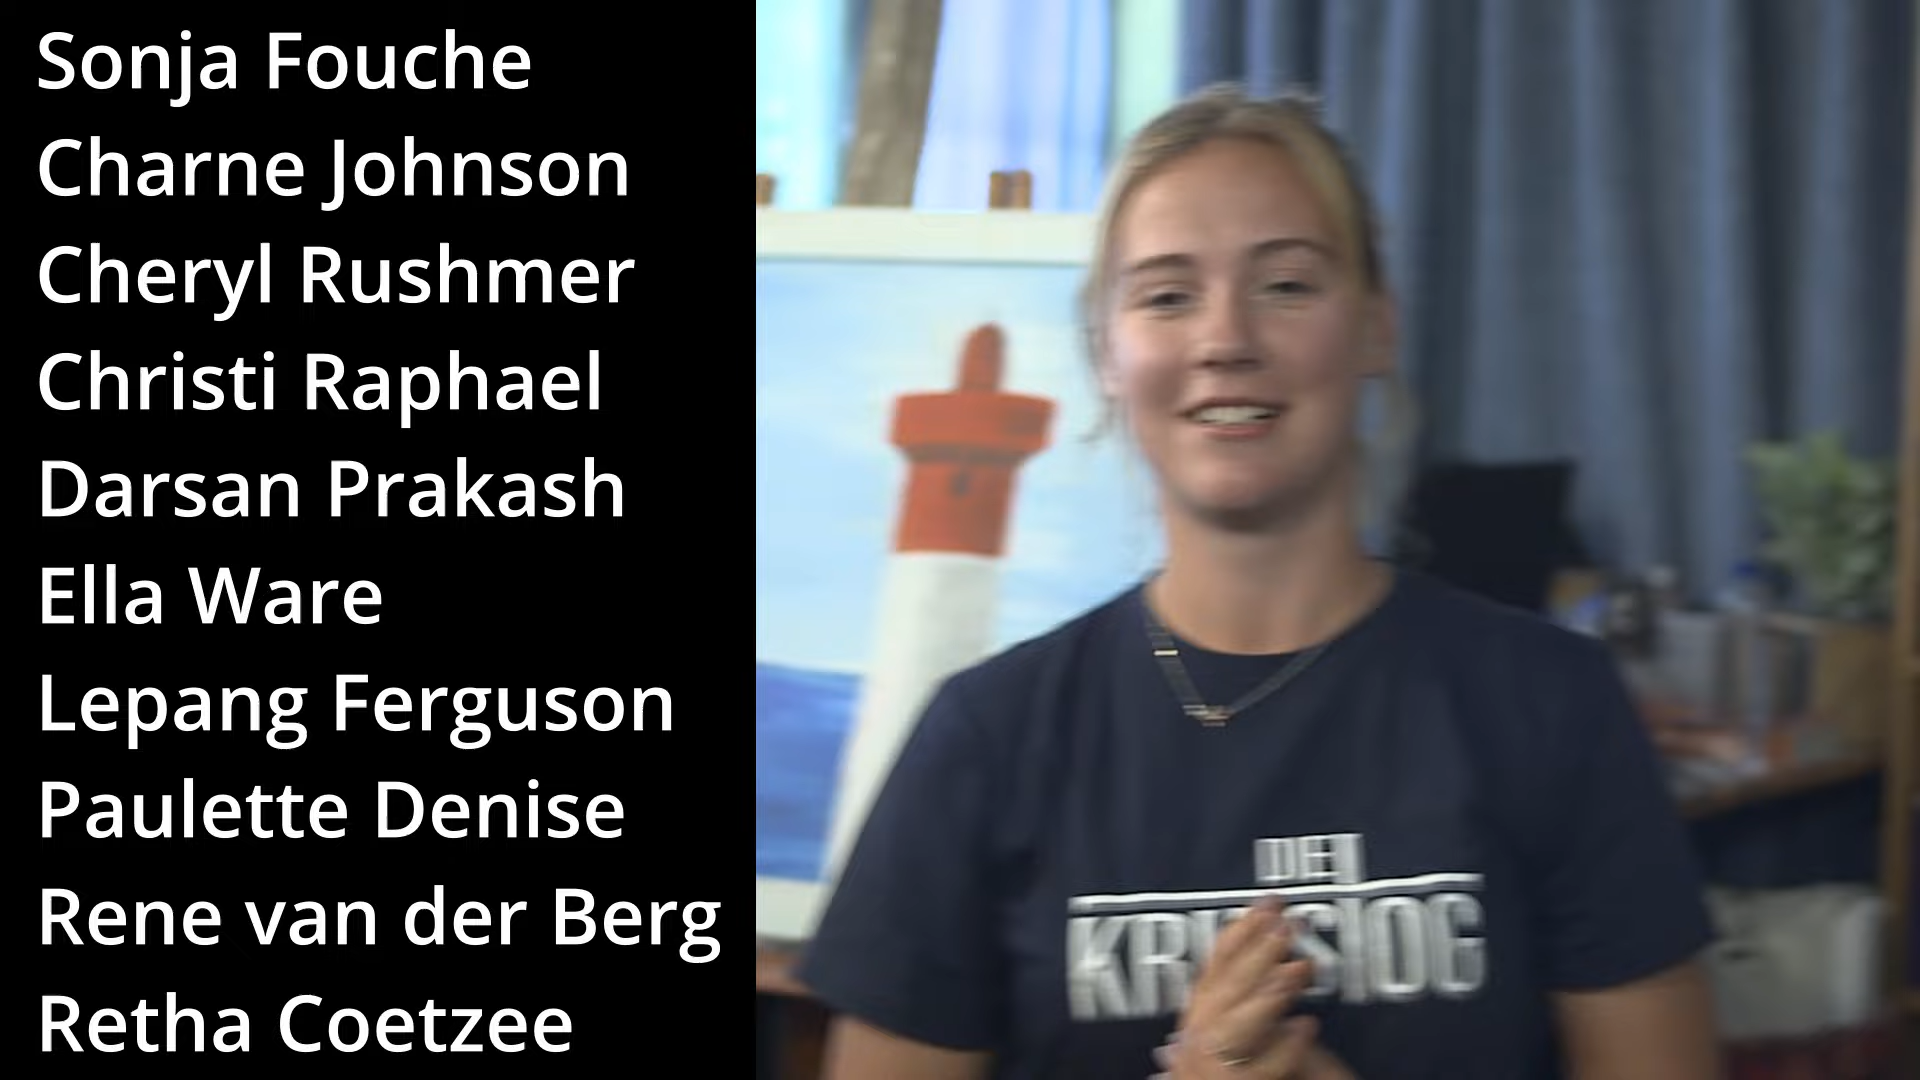 Sonja Fouche
Charne Johnson
Cheryl Rushmer
Christi Raphael
Darsan Prakash
Ella Ware
Lepang Ferguson
Paulette Denise
Rene van der Berg
Retha Coetzee